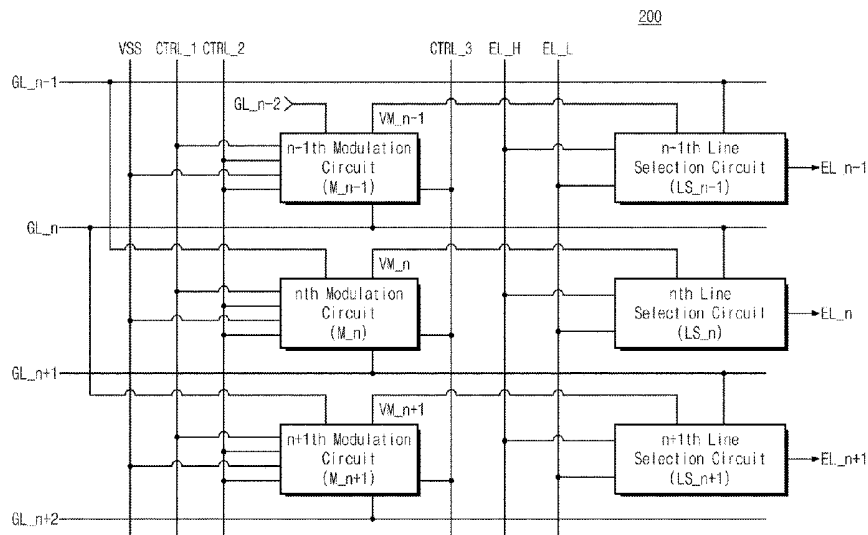 200
VSS CTRL_1 CTRL_2 CTRL_3 EL_H EL_L
GL_n-1
GL_n-2
VM_n-1
n-1th Modulation
Circuit
(M_n-1)
n-1th Line
Selection Circuit
(LS_n-1)
EL_n-1
GL_n
VM_n
nth Modulation
Circuit
(M_n)
nth Line
Selection Circuit
(LS_n)
EL_n
GL_n+1
VM_n+1
n+1th Modulation
Circuit
(M_n+1)
n+1th Line
Selection Circuit
(LS_n+1)
EL_n+1
GL_n+2